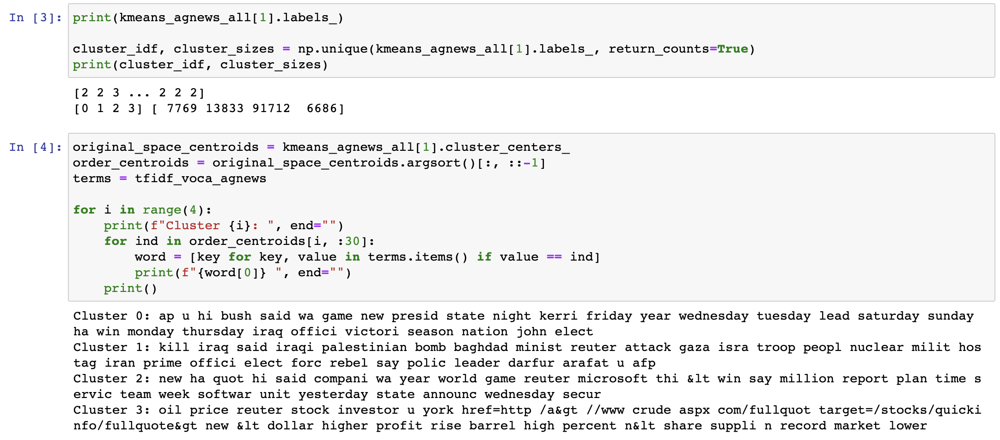 In [3]: print(kmeans_agnews_all[1].labels_)
cluster_idf, cluster_sizes = np.unique(kmeans_agnews_all[1].labels_, return_counts=True)
print(cluster_idf, cluster_sizes)
[2 2 3 ... 2 2 2]
[0 1 2 3] [ 7769 13833 91712  6686]
In [4]: original_space_centroids = kmeans_agnews_all[1].cluster_centers_
order_centroids = original_space_centroids.argsort()[:, ::-1]
terms = tfidf_voca_agnews
for i in range(4):
    print(f"Cluster {i}: ", end="")
    for ind in order_centroids[i, :30]:
        word = [key for key, value in terms.items() if value == ind]
        print(f"{word[0]} ", end="")
    print()
Cluster 0: ap u hi bush said wa game new presid state night kerri friday year wednesday tuesday lead saturday sunday
ha win monday thursday iraq offici victori season nation john elect
Cluster 1: kill iraq said iraqi palestinian bomb baghdad minist reuter attack gaza isra troop peopl nuclear milit hos
tag iran prime offici elect forc rebel say polic leader darfur arafat u afp
Cluster 2: new ha quot hi said compani wa year world game reuter microsoft thi &lt win say million report plan time s
ervic team week softwar unit yesterday state announc wednesday secur
Cluster 3: oil price reuter stock investor u york href=http /a&gt //www crude aspx com/fullquot target=/stocks/quicki
nfo/fullquote&gt new &lt dollar higher profit rise barrel high percent n&lt share suppli n record market lower